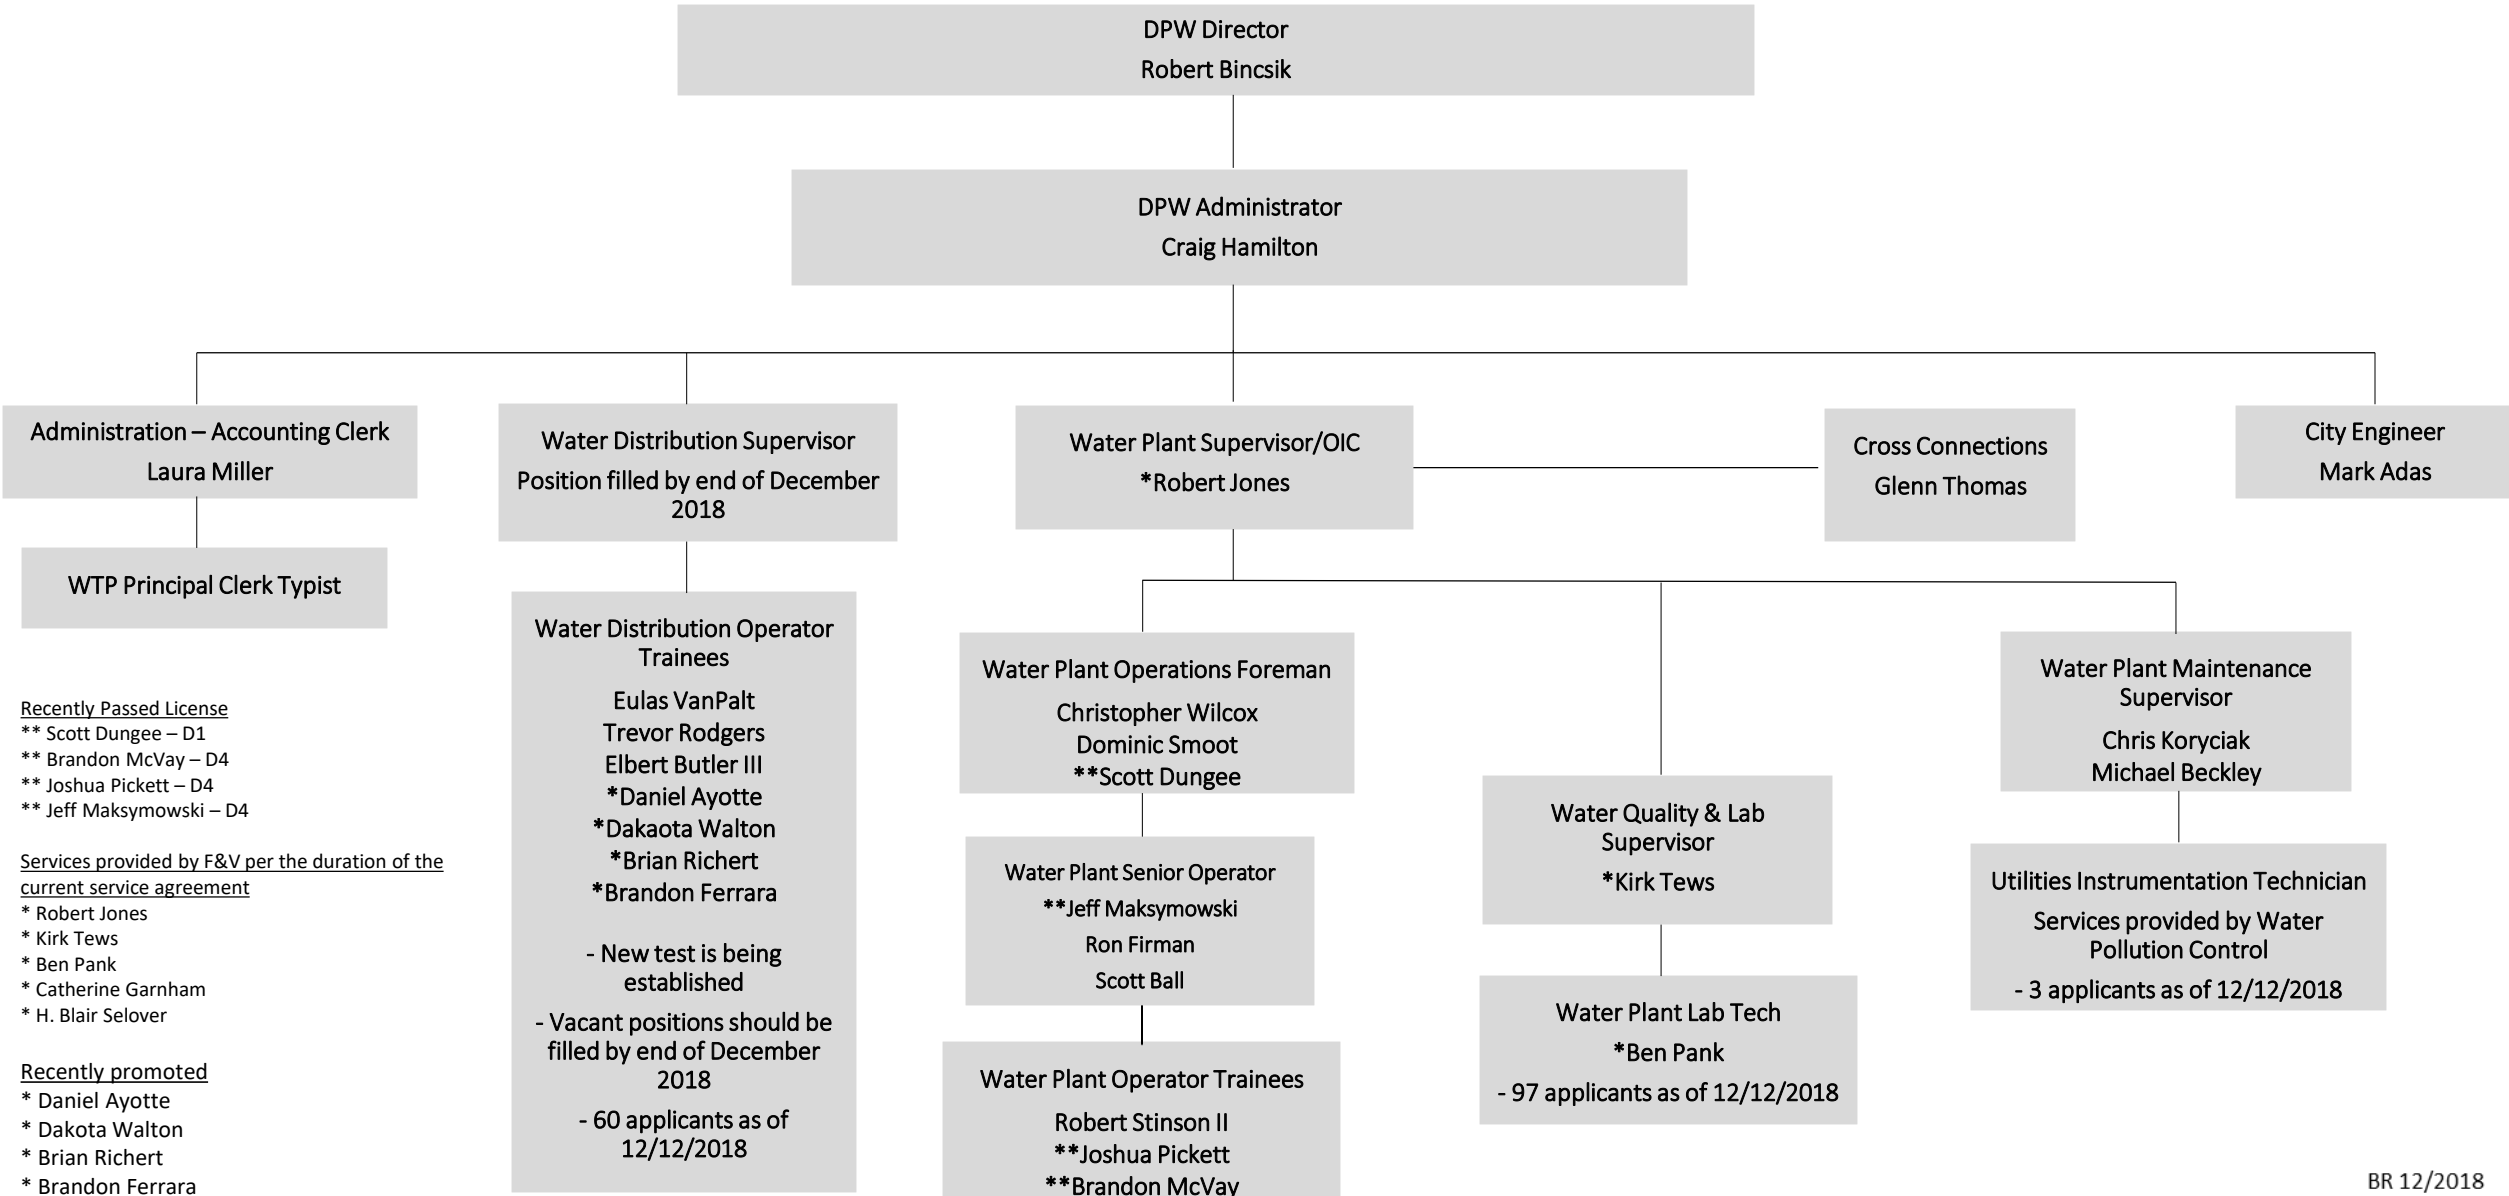 DPW Director
Robert Bincsik
DPW Administrator
Craig Hamilton
Administration – Accounting Clerk
Laura Miller
WTP Principal Clerk Typist
Water Distribution Supervisor
Position filled by end of December
2018
Water Distribution Operator
Trainees
Eulas VanPalt
Trevor Rodgers
Elbert Butler III
*Daniel Ayotte
*Dakaota Walton
*Brian Richert
*Brandon Ferrara
- New test is being
established
- Vacant positions should be
filled by end of December
2018
- 60 applicants as of
12/12/2018
Water Plant Supervisor/OIC
*Robert Jones
Cross Connections
Glenn Thomas
City Engineer
Mark Adas
Water Plant Operations Foreman
Christopher Wilcox
Dominic Smoot
**Scott Dungee
Water Plant Senior Operator
**Jeff Maksymowski
Ron Firman
Scott Ball
Water Plant Operator Trainees
Robert Stinson II
**Joshua Pickett
**Brandon McVay
Water Quality & Lab
Supervisor
*Kirk Tews
Water Plant Lab Tech
*Ben Pank
- 97 applicants as of 12/12/2018
Water Plant Maintenance
Supervisor
Chris Koryciak
Michael Beckley
Utilities Instrumentation Technician
Services provided by Water
Pollution Control
- 3 applicants as of 12/12/2018
Recently Passed License
** Scott Dungee – D1
** Brandon McVay – D4
** Joshua Pickett – D4
** Jeff Maksymowski – D4
Services provided by F&V per the duration of the
current service agreement
* Robert Jones
* Kirk Tews
* Ben Pank
* Catherine Garnham
* H. Blair Selover
Recently promoted
* Daniel Ayotte
* Dakota Walton
* Brian Richert
* Brandon Ferrara
BR 12/2018